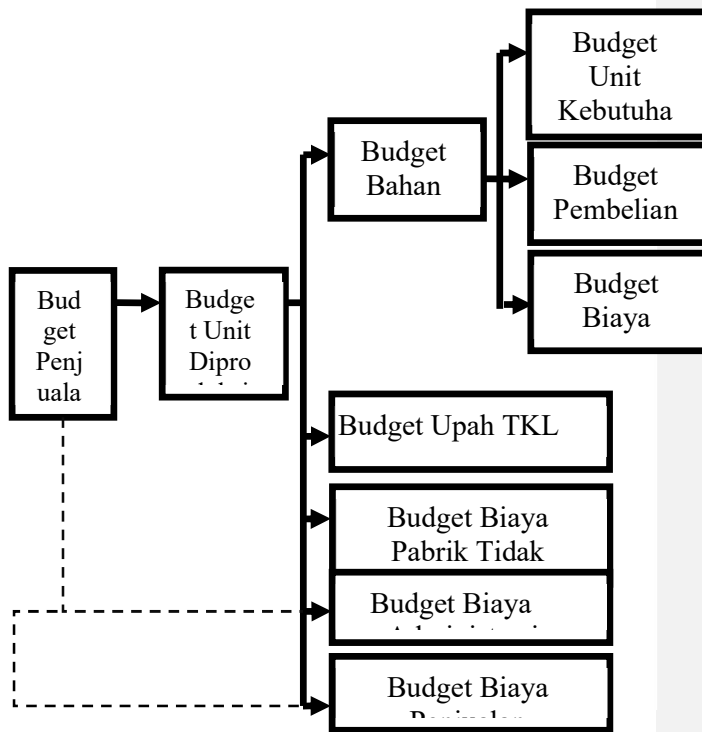 Budget
Unit
Kebutuha
Budget
Bahan
Budget
Pembelian
Budget
Biaya
Bud
get
Penj
uala
Budge
t Unit
Dipro
Budget Upah TKL
Budget Biaya
Pabrik Tidak
Budget Biaya
Budget Biaya